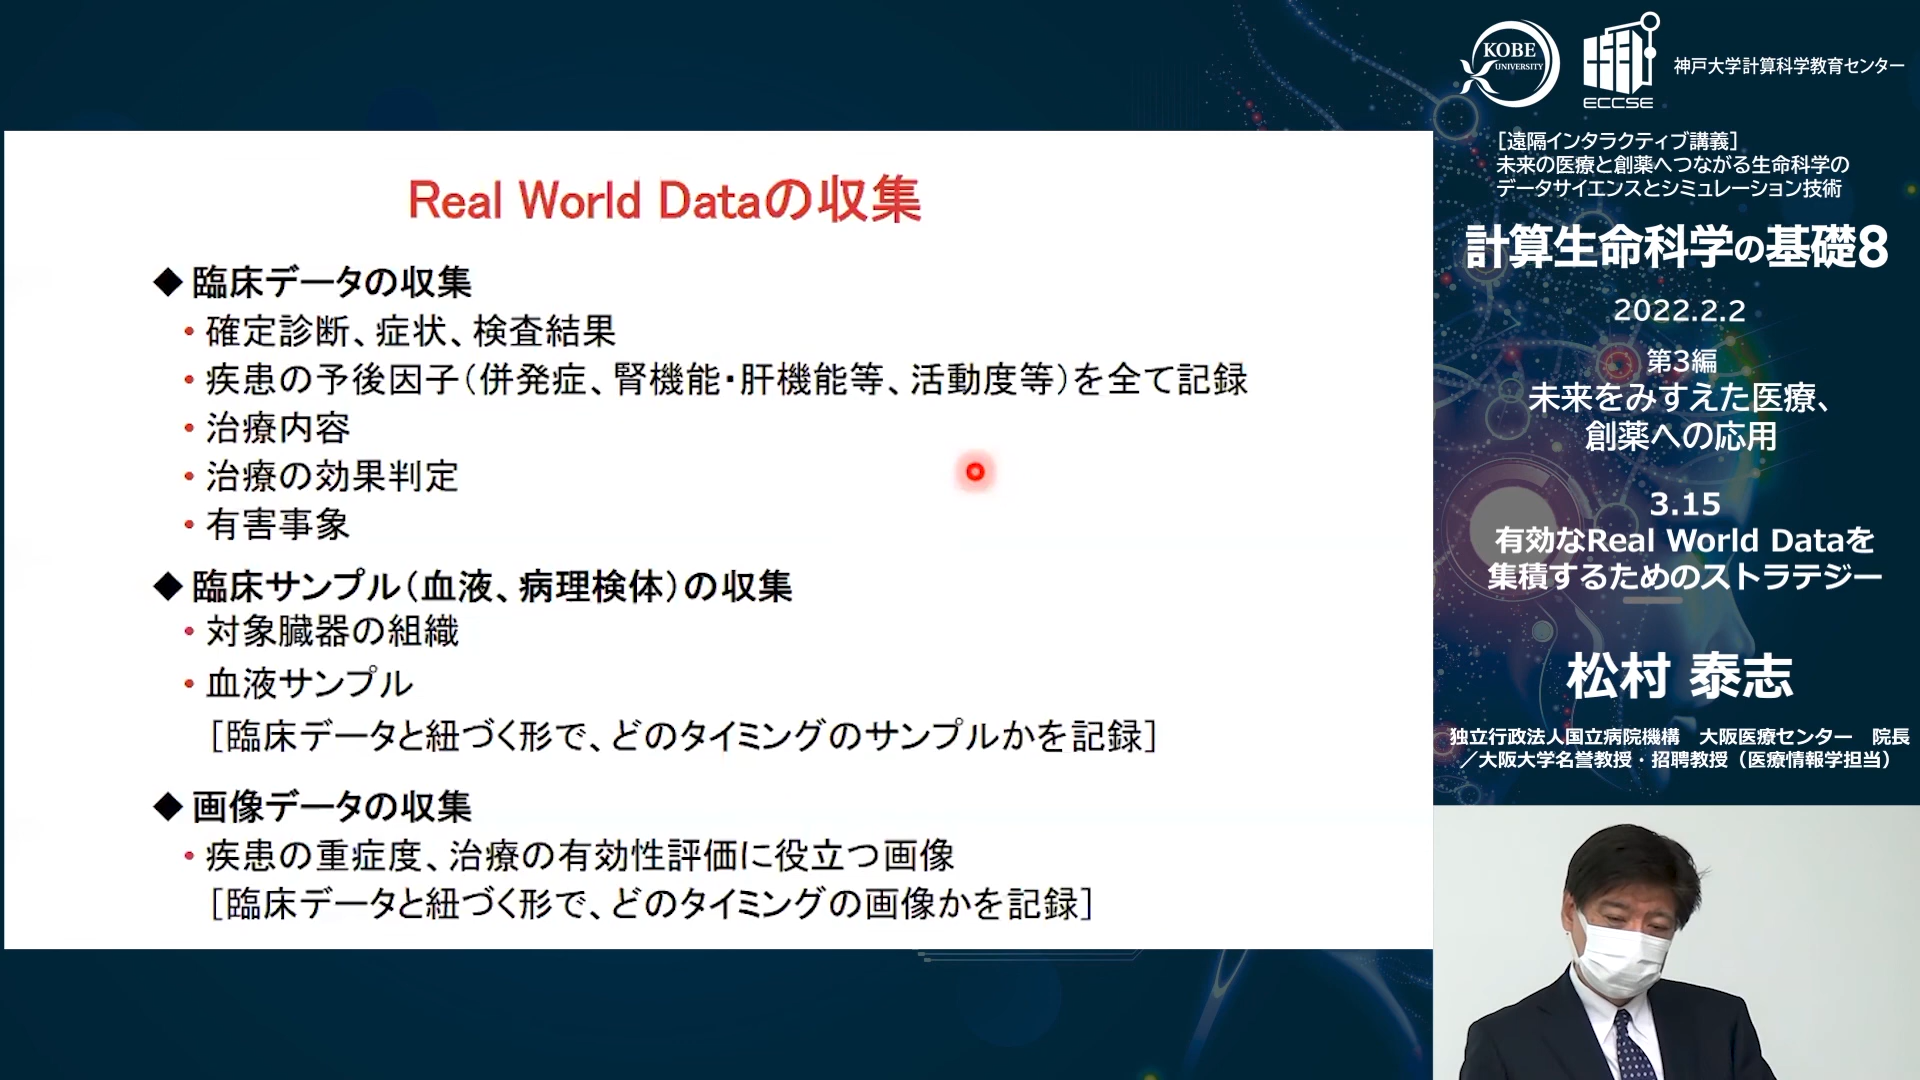 Real World Dataの収集
◆ 臨床データの収集
• 確定診断、症状、検査結果
• 疾患の予後因子（併発症、腎機能・肝機能等、活動度等）を全て記録
• 治療内容
• 治療の効果判定
• 有害事象
◆ 臨床サンプル（血液、病理検体）の収集
• 対象臓器の組織
• 血液サンプル
［臨床データと紐づく形で、どのタイミングのサンプルかを記録］
◆ 画像データの収集
• 疾患の重症度、治療の有効性評価に役立つ画像
［臨床データと紐づく形で、どのタイミングの画像かを記録］
KOBE
UNIVERSITY
ECCSE
神戸大学計算科学教育センター
［遠隔インタラクティブ講義］
未来の医療と創薬へつながる生命科学の
データサイエンスとシミュレーション技術
計算生命科学の基礎8
2022.2.2
第3編
未来をみすえた医療、
創薬への応用
3.15
有効なReal World Dataを
集積するためのストラテジー
松村 泰志
独立行政法人国立病院機構　大阪医療センター　院長
／大阪大学名誉教授・招聘教授（医療情報学担当）